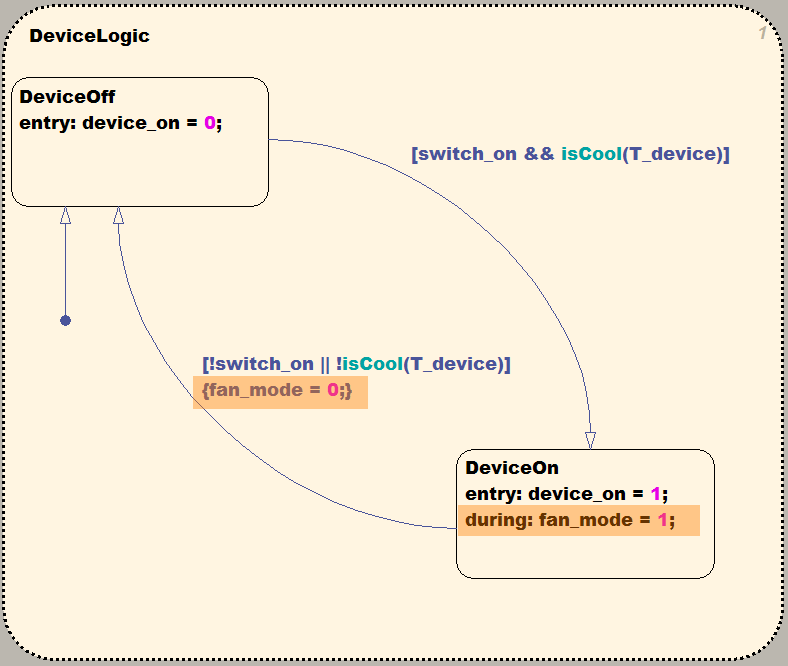 DeviceLogic
1
DeviceOff
entry: device_on = 0;
[switch_on && isCool(T_device)]
[!switch_on || !isCool(T_device)]
{fan_mode = 0;}
DeviceOn
entry: device_on = 1;
during: fan_mode = 1;